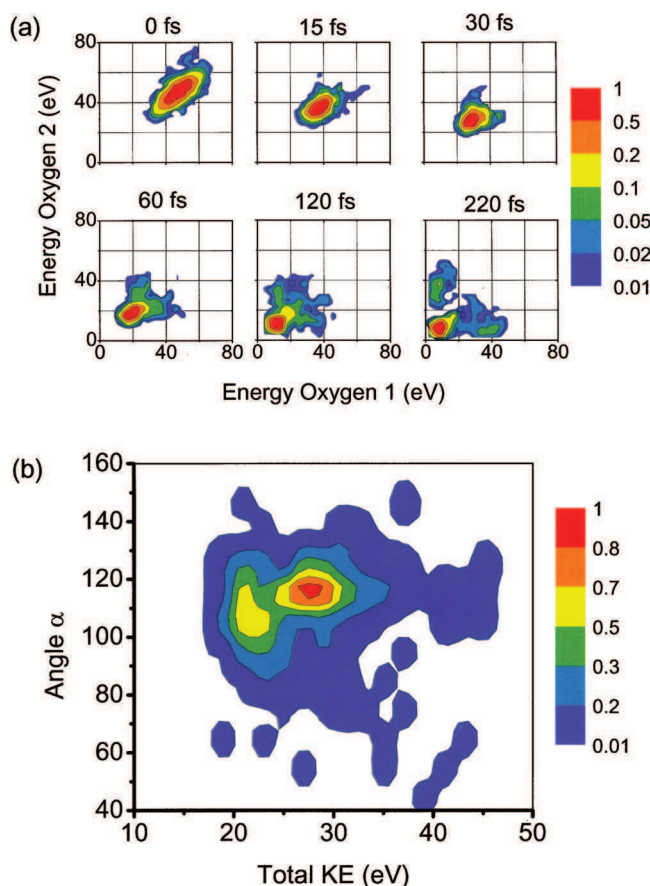 (a)
0 fs 15 fs 30 fs
80
40
0
Energy Oxygen 2 (eV)
1
0.5
0.2
0.1
0.05
0.02
0.01
60 fs 120 fs 220 fs
80
40
0
0 40 80 0 40 80 0 40 80
Energy Oxygen 1 (eV)
(b)
160
140
120
100
80
60
40
Angle α
10 20 30 40 50
Total KE (eV)
1
0.8
0.7
0.5
0.3
0.2
0.01